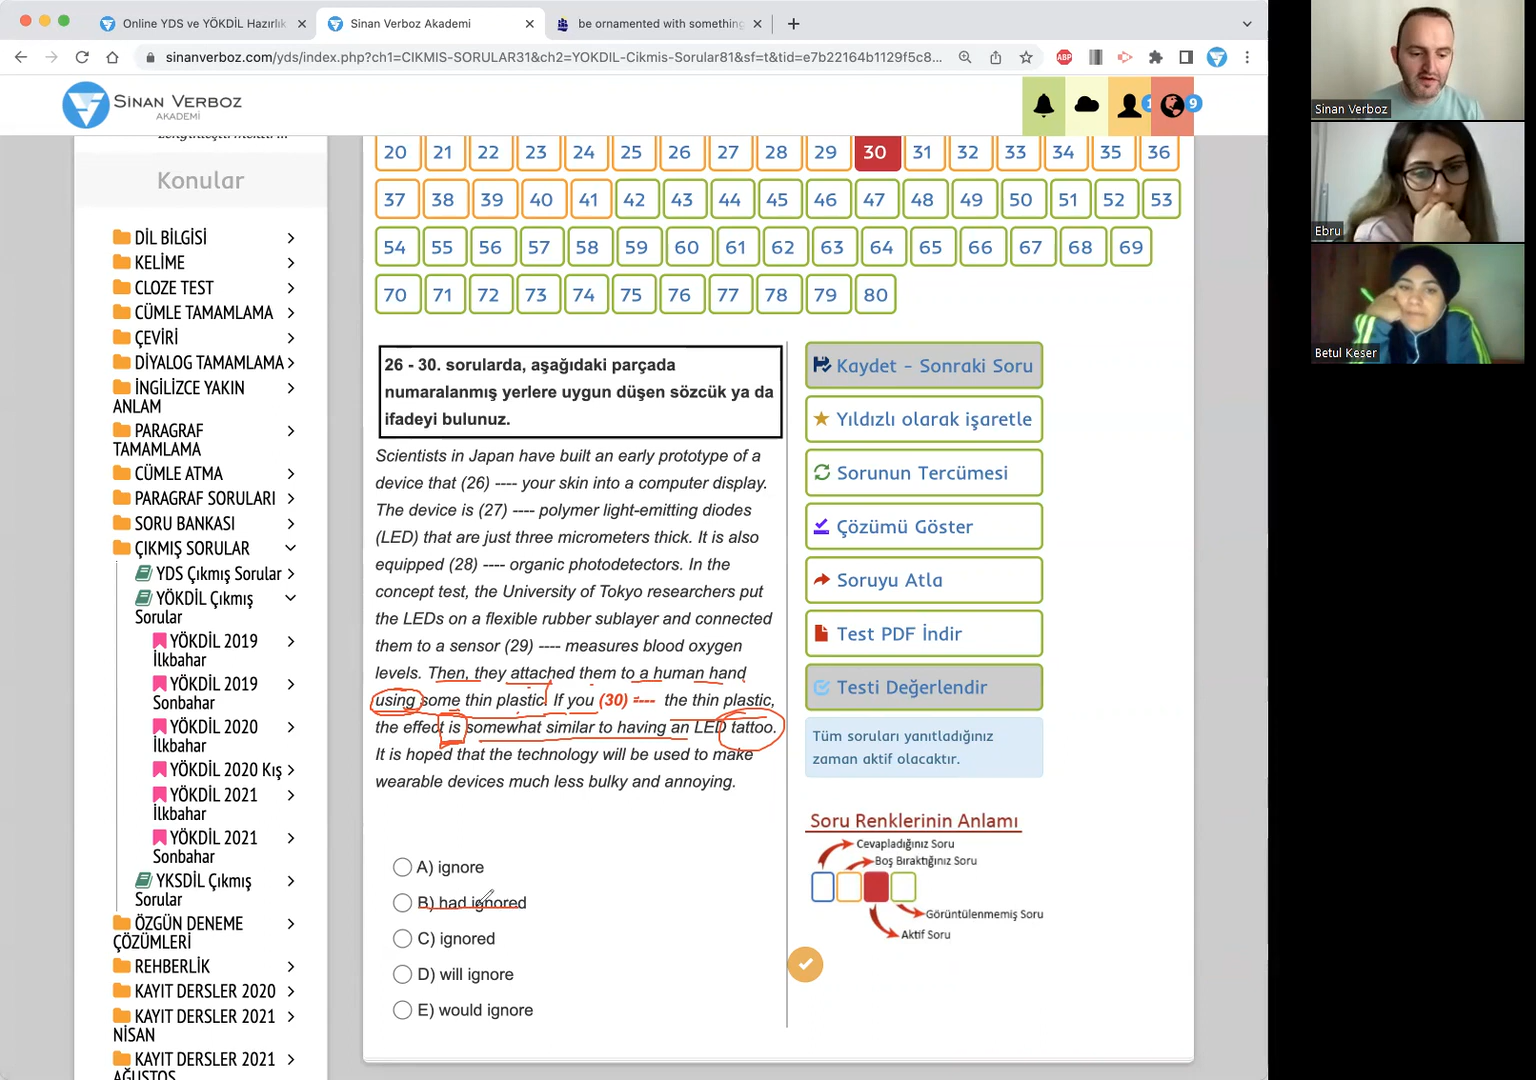 Online YDS ve YÖKDİL Hazırlık
Sinan Verboz Akademi
be ornamented with something
sinanverboz.com/yds/index.php?ch1=CIKMIS-SORULAR31&ch2=YOKDIL-Cikmis-Sorular81&sf=t&tid=e7b22164b1129f5c8...
ABP
SİNAN VERBOZ
AKADEMİ
1
9
Konular
DİL BİLGİSİ
KELİME
CLOZE TEST
CÜMLE TAMAMLAMA
ÇEVİRİ
DİYALOG TAMAMLAMA
İNGİLİZCE YAKIN
ANLAM
PARAGRAF
TAMAMLAMA
CÜMLE ATMA
PARAGRAF SORULARI
SORU BANKASI
ÇIKMIŞ SORULAR
YDS Çıkmış Sorular
YÖKDİL Çıkmış
Sorular
YÖKDİL 2019
İlkbahar
YÖKDİL 2019
Sonbahar
YÖKDİL 2020
İlkbahar
YÖKDİL 2020 Kış
YÖKDİL 2021
İlkbahar
YÖKDİL 2021
Sonbahar
YKSDİL Çıkmış
Sorular
ÖZGÜN DENEME
ÇÖZÜMLERİ
REHBERLİK
KAYIT DERSLER 2020
KAYIT DERSLER 2021
NİSAN
KAYIT DERSLER 2021
AĞUSTOS
20 21 22 23 24 25 26 27 28 29 30 31 32 33 34 35 36
37 38 39 40 41 42 43 44 45 46 47 48 49 50 51 52 53
54 55 56 57 58 59 60 61 62 63 64 65 66 67 68 69
70 71 72 73 74 75 76 77 78 79 80
26 - 30. sorularda, aşağıdaki parçada
numaralanmış yerlere uygun düşen sözcük ya da
ifadeyi bulunuz.
Scientists in Japan have built an early prototype of a
device that (26) ---- your skin into a computer display.
The device is (27) ---- polymer light-emitting diodes
(LED) that are just three micrometers thick. It is also
equipped (28) ---- organic photodetectors. In the
concept test, the University of Tokyo researchers put
the LEDs on a flexible rubber sublayer and connected
them to a sensor (29) ---- measures blood oxygen
levels. Then, they attached them to a human hand
using some thin plastic. If you (30) ---- the thin plastic,
the effect is somewhat similar to having an LED tattoo.
It is hoped that the technology will be used to make
wearable devices much less bulky and annoying.
A) ignore
B) had ignored
C) ignored
D) will ignore
E) would ignore
Kaydet - Sonraki Soru
Yıldızlı olarak işaretle
Sorunun Tercümesi
Çözümü Göster
Soruyu Atla
Test PDF İndir
Testi Değerlendir
Tüm soruları yanıtladığınız
zaman aktif olacaktır.
Soru Renklerinin Anlamı
Cevapladığınız Soru
Boş Bıraktığınız Soru
Görüntülenmemiş Soru
Aktif Soru
Sinan Verboz
Ebru
Betul Keser